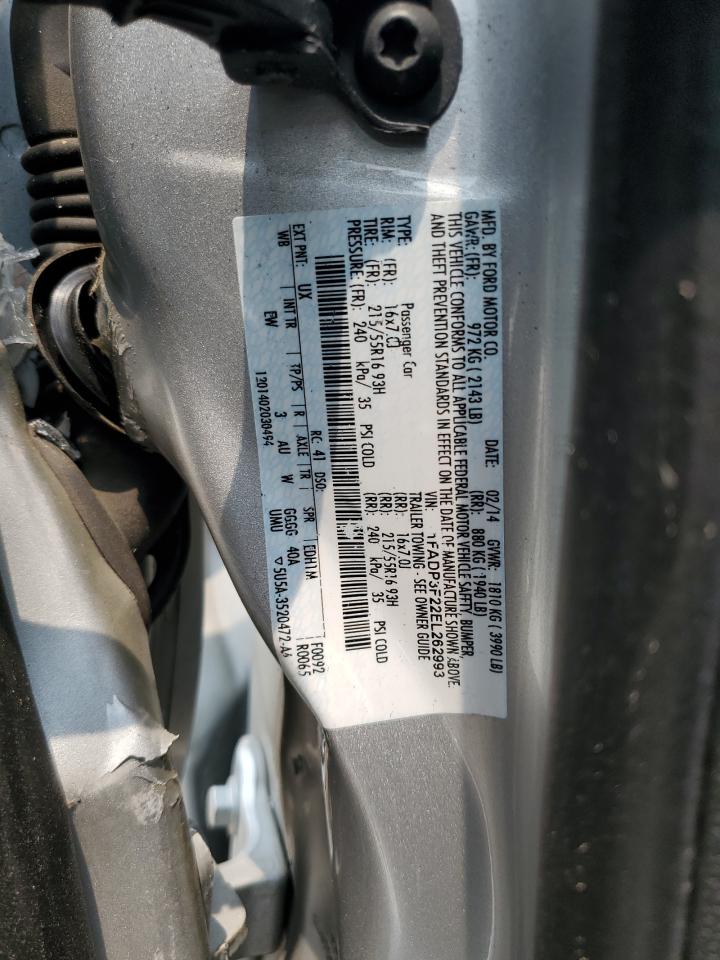 MFD. BY FORD MOTOR CO.
DATE: 02/14 GVWR: 1810 KG ( 3990 LB)
GAWR: (FR): 972 KG ( 2143 LB) (RR): 880 KG ( 1940 LB)
THIS VEHICLE CONFORMS TO ALL APPLICABLE FEDERAL MOTOR VEHICLE SAFETY, BUMPER,
AND THEFT PREVENTION STANDARDS IN EFFECT ON THE DATE OF MANUFACTURE SHOWN ABOVE.
VIN: 1FADP3F22EL262993
TYPE: Passenger Car TRAILER TOWING - SEE OWNER GUIDE
RIM: (FR): 16x7.0J (RR): 16x7.0J
TIRE: (FR): 215/55R16 93H (RR): 215/55R16 93H
PRESSURE: (FR): 240 kPa/ 35 PSI COLD (RR): 240 kPa/ 35 PSI COLD
F0092
R0065
EXT PNT: UX RC: 41 DSO:
WB INT TR TP/PS R AXLE TR SPR EDH1M
EW 3 AU W GGGG 40A
1201402030494 UMU ▽5U5A-3520472-A